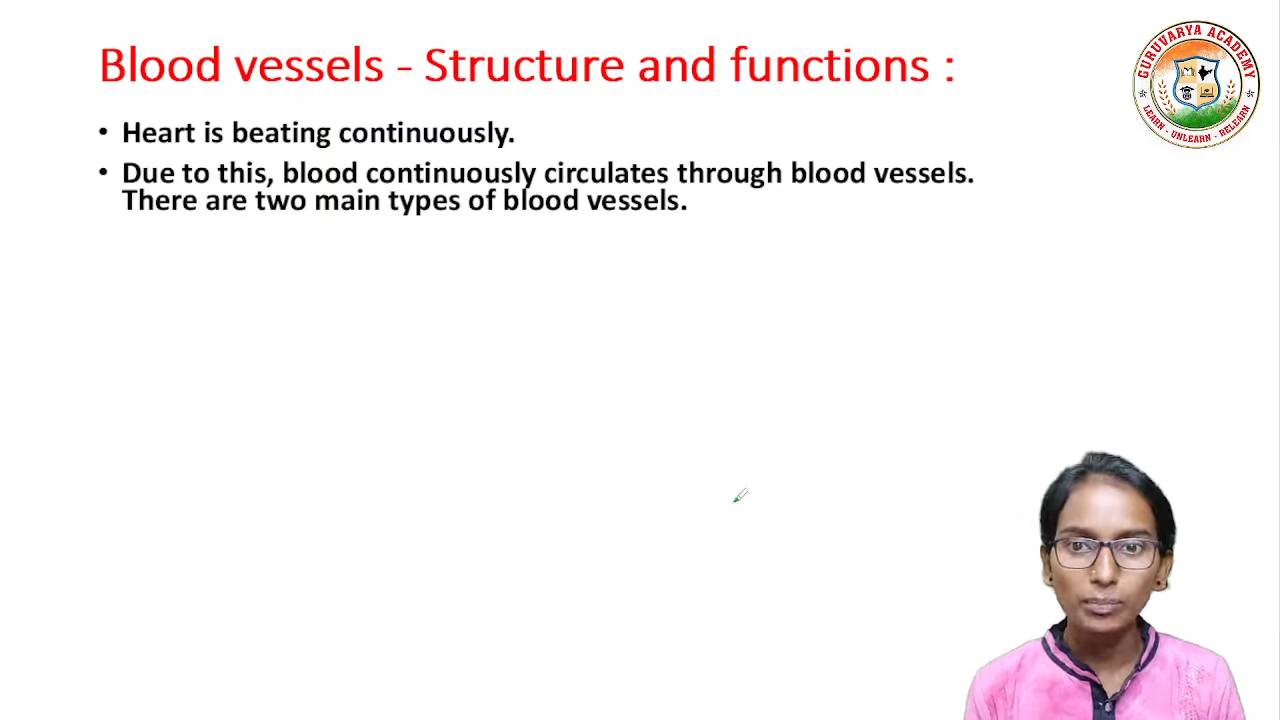 Blood vessels - Structure and functions :
• Heart is beating continuously.
• Due to this, blood continuously circulates through blood vessels.
There are two main types of blood vessels.
GURUVARYA ACADEMY
LEARN - UNLEARN - RELEARN